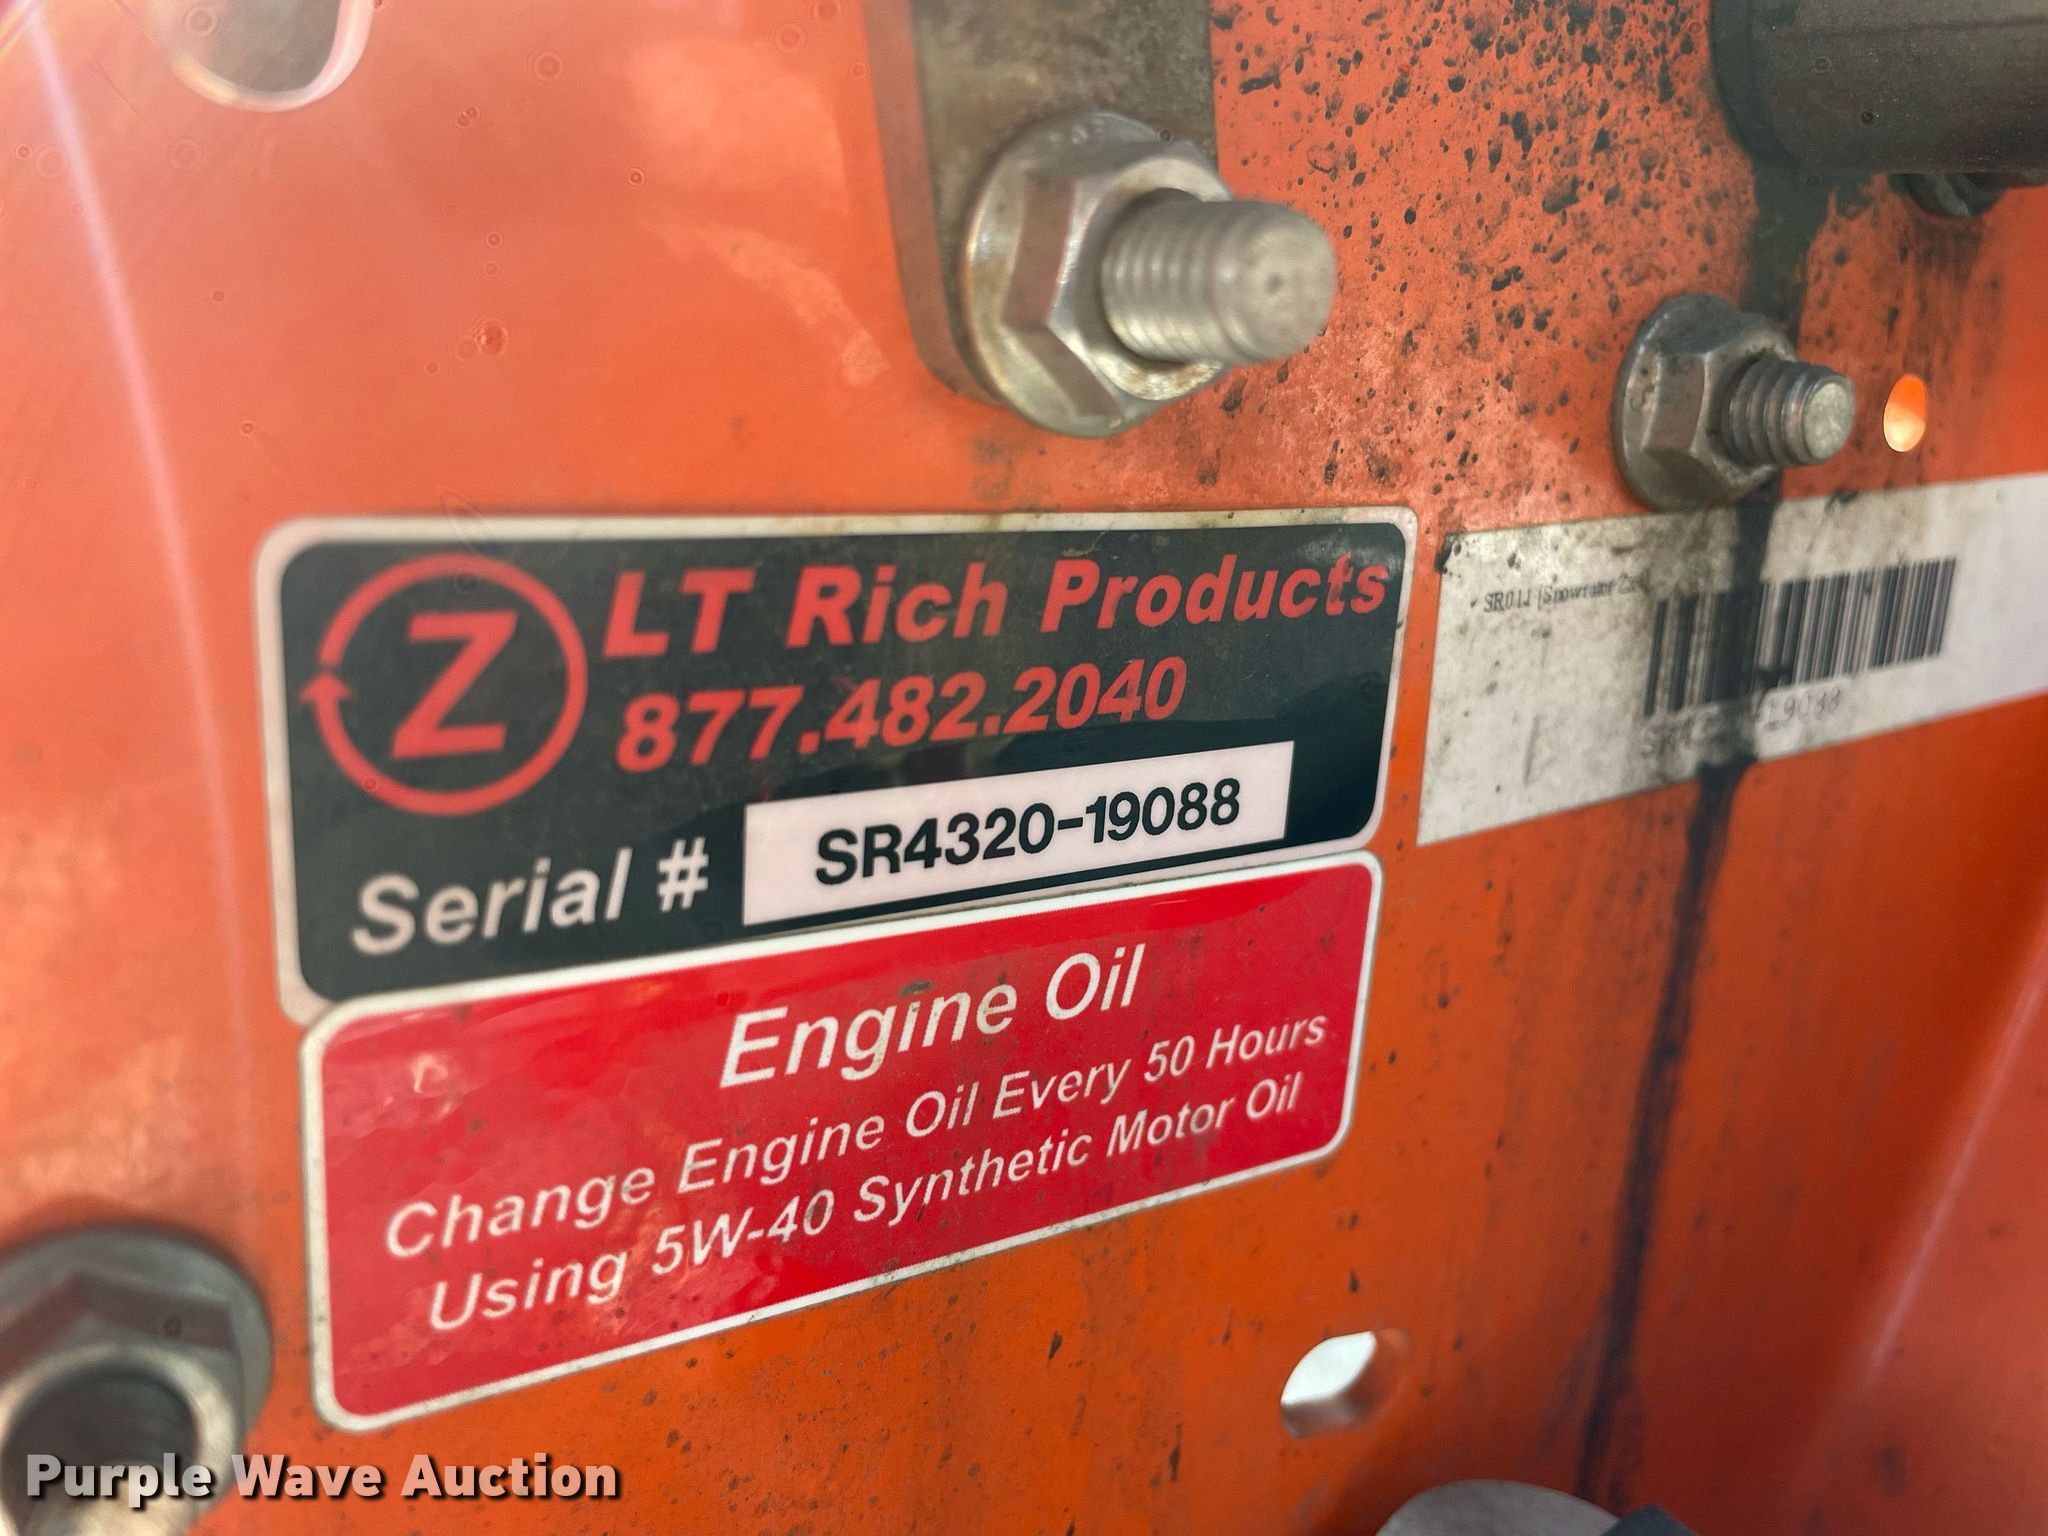 Z
LT Rich Products
877.482.2040
Serial # SR4320-19088
Engine Oil
Change Engine Oil Every 50 Hours
Using 5W-40 Synthetic Motor Oil
19088
Purple Wave Auction